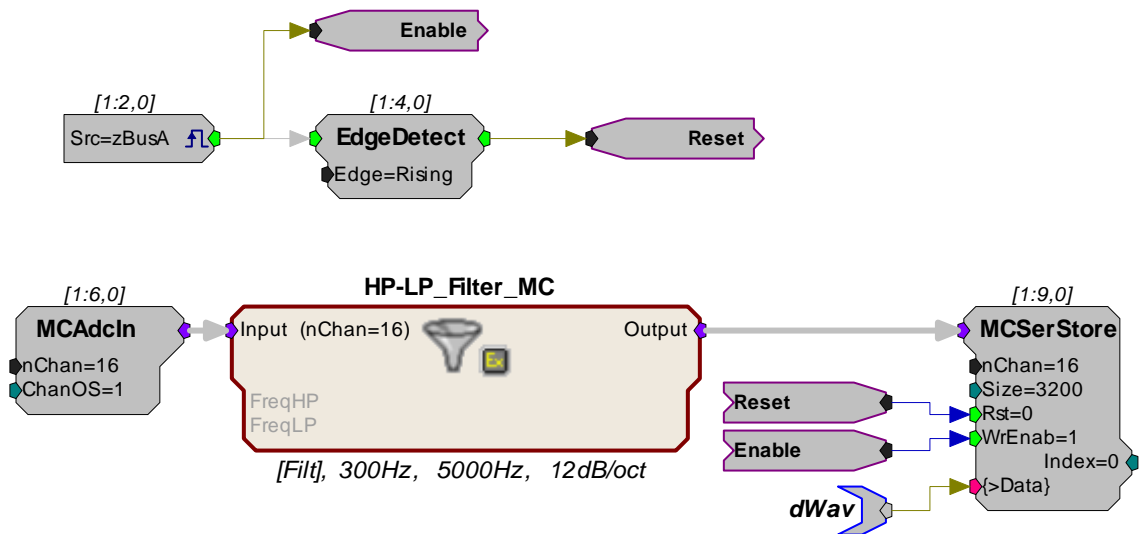 Enable
[1:2,0]
Src=zBusA
[1:4,0]
EdgeDetect
Edge=Rising
Reset
[1:6,0]
MCAdcIn
nChan=16
ChanOS=1
HP-LP_Filter_MC
Input (nChan=16)
Output
Ex
FreqHP
FreqLP
[Filt], 300Hz, 5000Hz, 12dB/oct
Reset
Enable
dWav
[1:9,0]
MCSerStore
nChan=16
Size=3200
Rst=0
WrEnab=1
Index=0
{>Data}